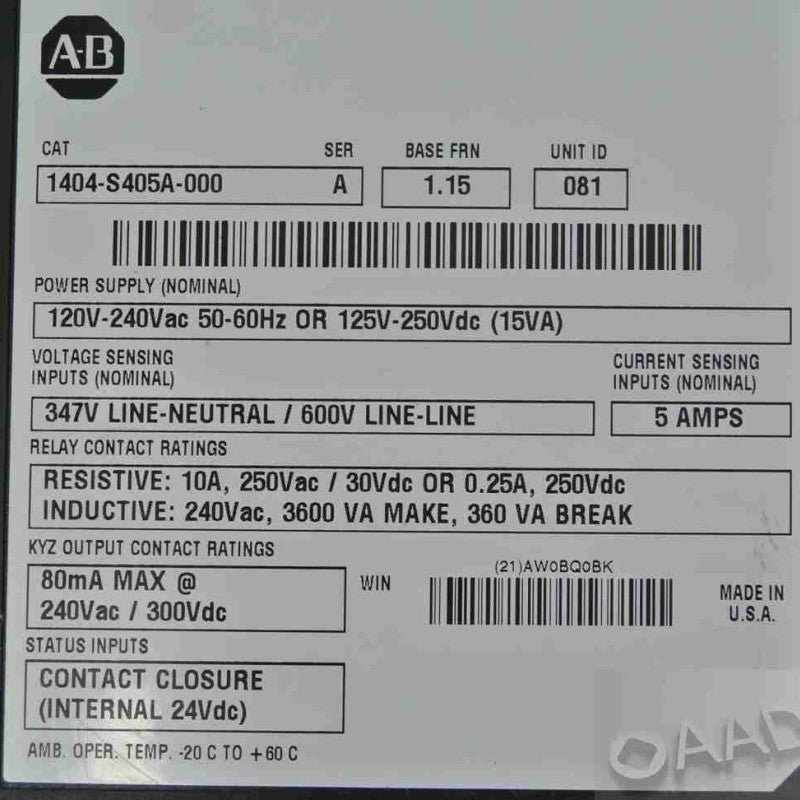 A-B
CAT SER BASE FRN UNIT ID
1404-S405A-000 A 1.15 081
POWER SUPPLY (NOMINAL)
120V-240Vac 50-60Hz OR 125V-250Vdc (15VA)
VOLTAGE SENSING
INPUTS (NOMINAL)
CURRENT SENSING
INPUTS (NOMINAL)
347V LINE-NEUTRAL / 600V LINE-LINE 5 AMPS
RELAY CONTACT RATINGS
RESISTIVE: 10A, 250Vac / 30Vdc OR 0.25A, 250Vdc
INDUCTIVE: 240Vac, 3600 VA MAKE, 360 VA BREAK
KYZ OUTPUT CONTACT RATINGS
80mA MAX @
240Vac / 300Vdc
WIN
(21)AW0BQ0BK
MADE IN
U.S.A.
STATUS INPUTS
CONTACT CLOSURE
(INTERNAL 24Vdc)
AMB. OPER. TEMP. -20 C TO +60 C